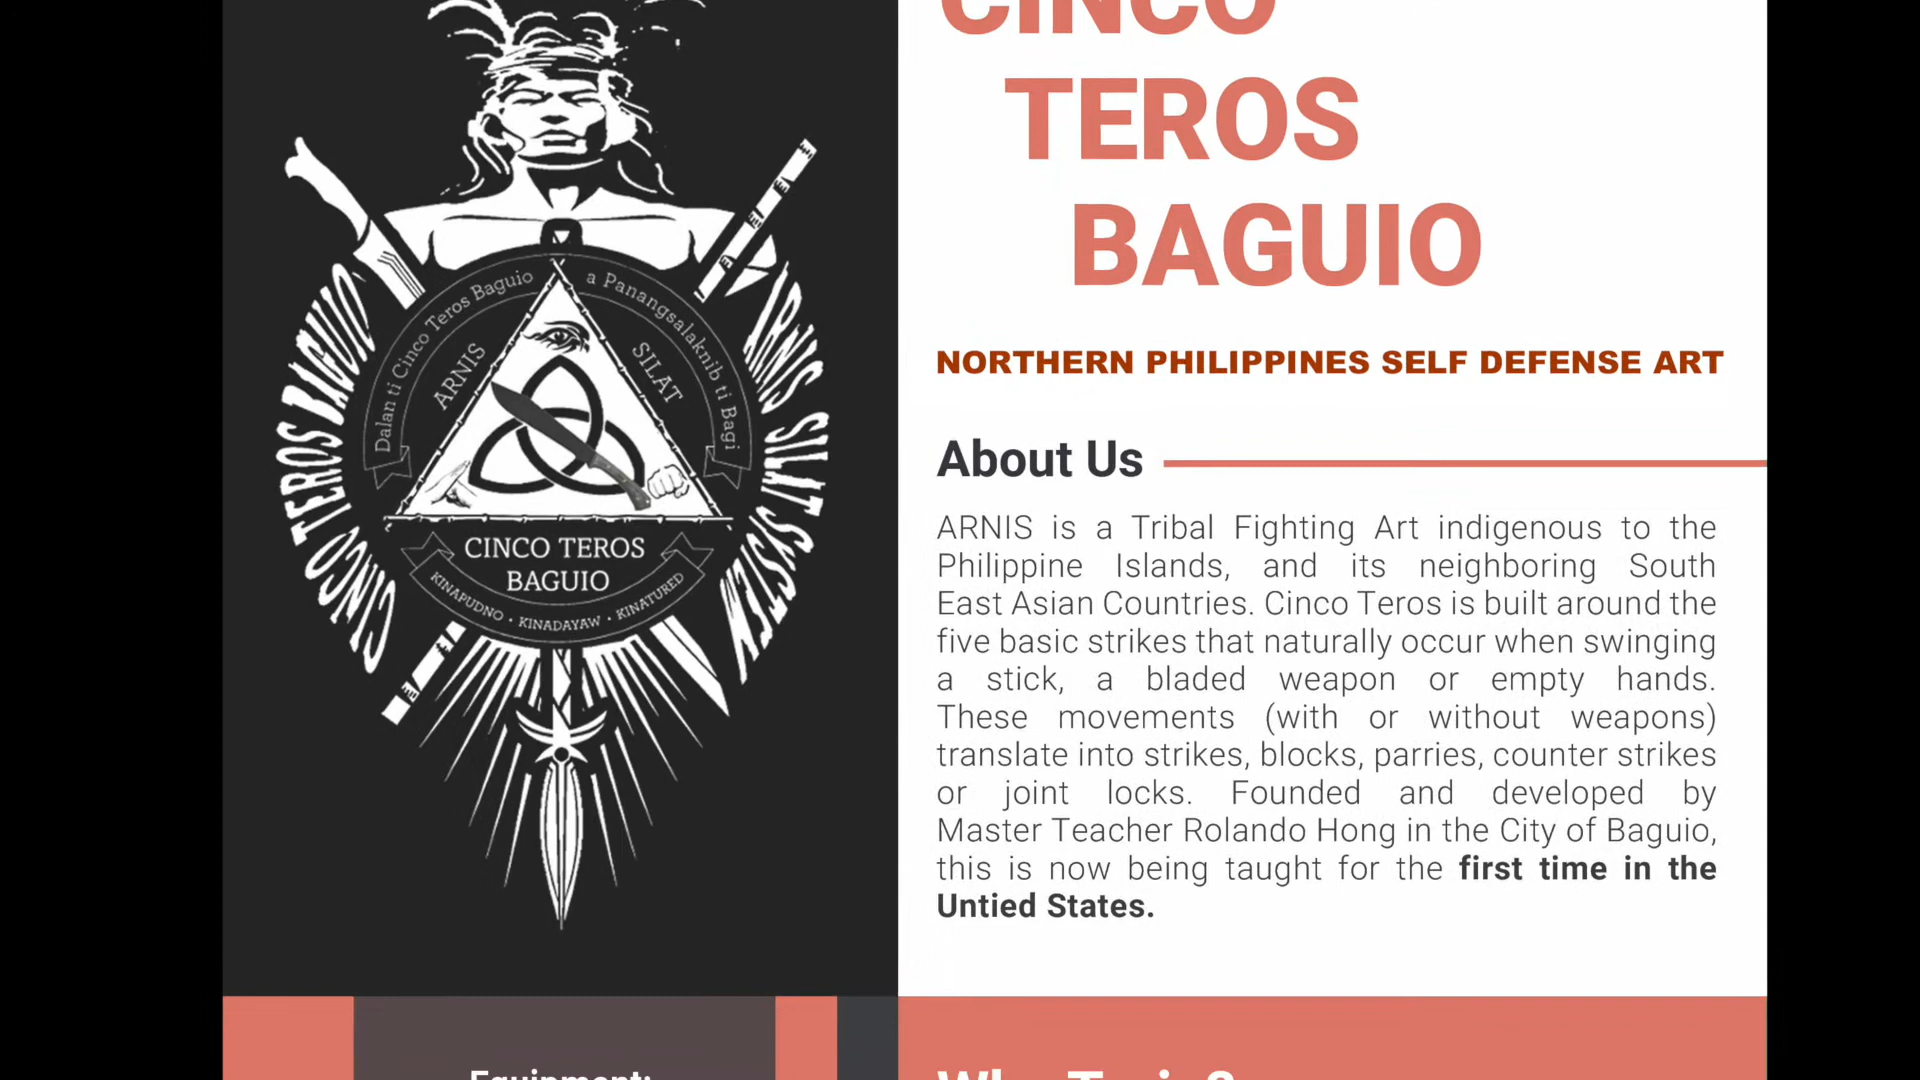 CINCO
TEROS
BAGUIO
NORTHERN PHILIPPINES SELF DEFENSE ART
About Us
ARNIS is a Tribal Fighting Art indigenous to the
Philippine Islands, and its neighboring South
East Asian Countries. Cinco Teros is built around the
five basic strikes that naturally occur when swinging
a stick, a bladed weapon or empty hands.
These movements (with or without weapons)
translate into strikes, blocks, parries, counter strikes
or joint locks. Founded and developed by
Master Teacher Rolando Hong in the City of Baguio,
this is now being taught for the first time in the
Untied States.
CINCO TEROS BAGUIO
ARNIS SILAT SYSTEM
Dalan ti Cinco Teros Baguio
a Panangsalaknib ti Bagi
ARNIS
SILAT
CINCO TEROS
BAGUIO
KINAPUDNO • KINADAYAW • KINATURED
Equipment: